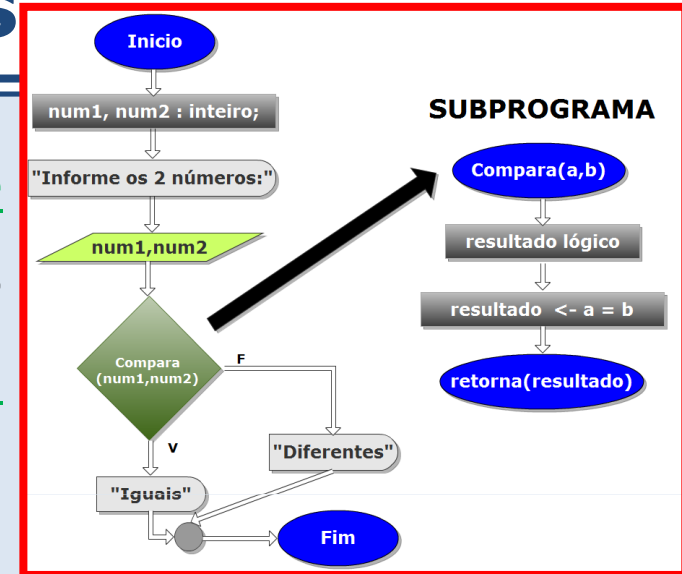 Inicio
num1, num2 : inteiro;
"Informe os 2 números:"
num1,num2
Compara
(num1,num2)
F
V
"Diferentes"
"Iguais"
Fim
SUBPROGRAMA
Compara(a,b)
resultado lógico
resultado <- a = b
retorna(resultado)